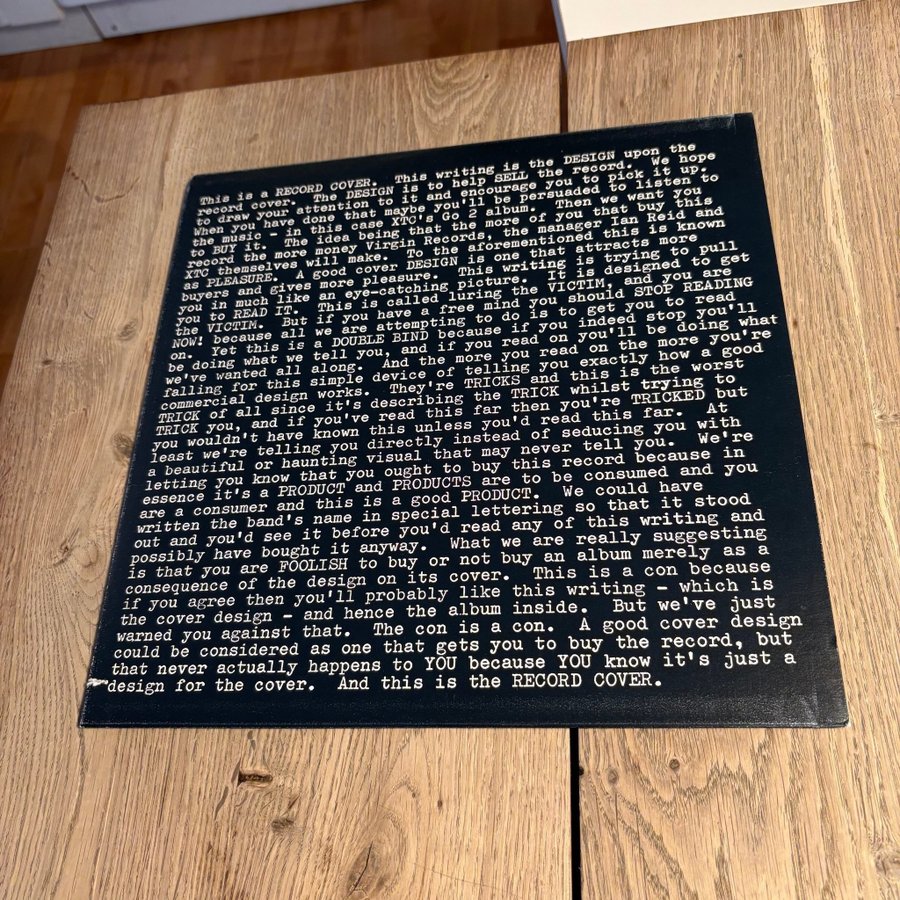 This is a RECORD COVER. This writing is the DESIGN upon the
record cover. The DESIGN is to help SELL the record. We hope
to draw your attention to it and encourage you to pick it up.
When you have done that maybe you'll be persuaded to listen to
the music - in this case XTC's Go 2 album. Then we want you
to BUY it. The idea being that the more of you that buy this
record the more money Virgin Records, the manager Ian Reid and
XTC themselves will make. To the aforementioned this is known
as PLEASURE. A good cover DESIGN is one that attracts more
buyers and gives more pleasure. This writing is trying to pull
you in much like an eye-catching picture. It is designed to get
you to READ IT. This is called luring the VICTIM, and you are
the VICTIM. But if you have a free mind you should STOP READING
NOW! because all we are attempting to do is to get you to read
on. Yet this is a DOUBLE BIND because if you indeed stop you'll
be doing what we tell you, and if you read on you'll be doing what
we've wanted all along. And the more you read on the more you're
falling for this simple device of telling you exactly how a good
commercial design works. They're TRICKS and this is the worst
TRICK of all since it's describing the TRICK whilst trying to
TRICK you, and if you've read this far then you're TRICKED but
you wouldn't have known this unless you'd read this far. At
least we're telling you directly instead of seducing you with
a beautiful or haunting visual that may never tell you. We're
letting you know that you ought to buy this record because in
essence it's a PRODUCT and PRODUCTS are to be consumed and you
are a consumer and this is a good PRODUCT. We could have
written the band's name in special lettering so that it stood
out and you'd see it before you'd read any of this writing and
possibly have bought it anyway. What we are really suggesting
is that you are FOOLISH to buy or not buy an album merely as a
consequence of the design on its cover. This is a con because
if you agree then you'll probably like this writing - which is
the cover design - and hence the album inside. But we've just
warned you against that. The con is a con. A good cover design
could be considered as one that gets you to buy the record, but
that never actually happens to YOU because YOU know it's just a
design for the cover. And this is the RECORD COVER.